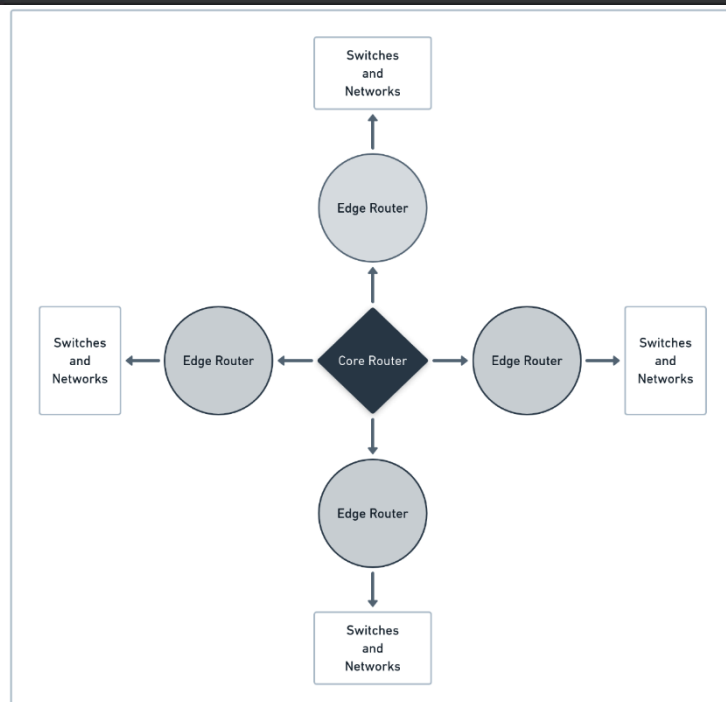 Switches
and
Networks
Edge Router
Switches
and
Networks
Edge Router
Core Router
Edge Router
Switches
and
Networks
Edge Router
Switches
and
Networks